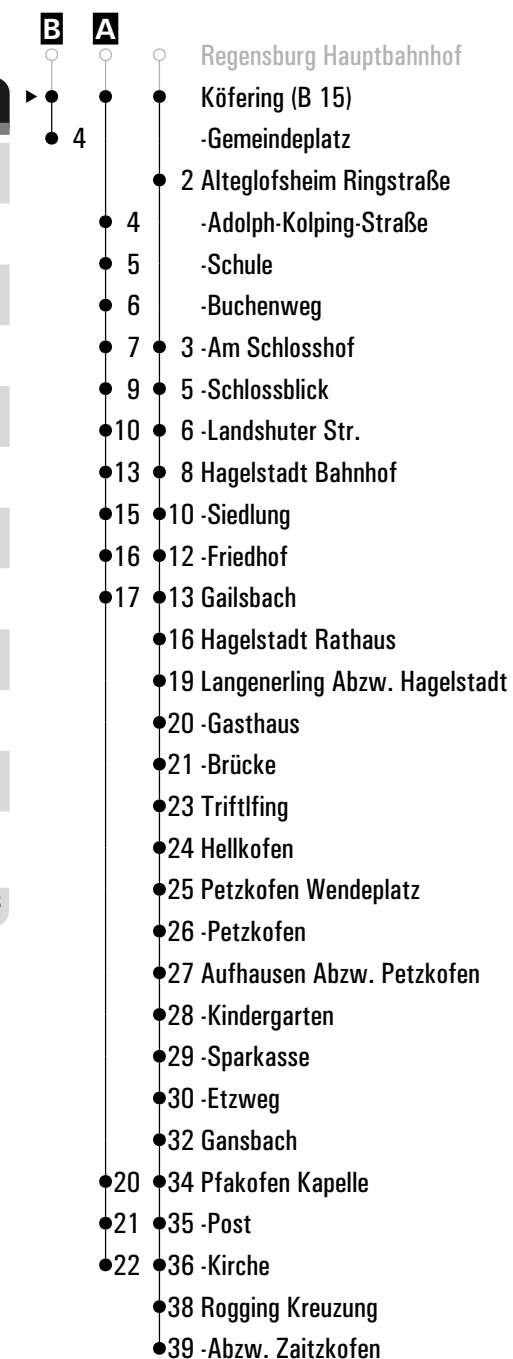 B A
Regensburg Hauptbahnhof
Köfering (B 15)
4 -Gemeindeplatz
2 Alteglofsheim Ringstraße
4 -Adolph-Kolping-Straße
5 -Schule
6 -Buchenweg
7 3 -Am Schlosshof
9 5 -Schlossblick
10 6 -Landshuter Str.
13 8 Hagelstadt Bahnhof
15 10 -Siedlung
16 12 -Friedhof
17 13 Gailsbach
16 Hagelstadt Rathaus
19 Langenerling Abzw. Hagelstadt
20 -Gasthaus
21 -Brücke
23 Triftlfing
24 Hellkofen
25 Petzkofen Wendeplatz
26 -Petzkofen
27 Aufhausen Abzw. Petzkofen
28 -Kindergarten
29 -Sparkasse
30 -Etzweg
32 Gansbach
20 34 Pfakofen Kapelle
21 35 -Post
22 36 -Kirche
38 Rogging Kreuzung
39 -Abzw. Zaitzkofen